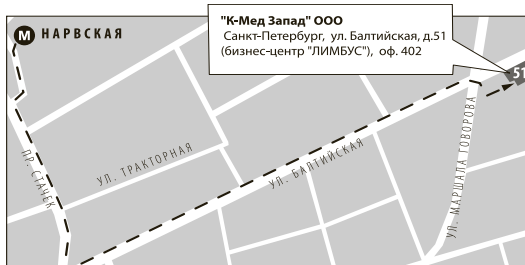 "К-Мед Запад" ООО
Санкт-Петербург, ул. Балтийская, д.51
(бизнес-центр "ЛИМБУС"), оф. 402
М НАРВСКАЯ
51
ПР. СТАЧЕК
УЛ. ТРАКТОРНАЯ
УЛ. БАЛТИЙСКАЯ
УЛ. МАРШАЛА ГОВОРОВА